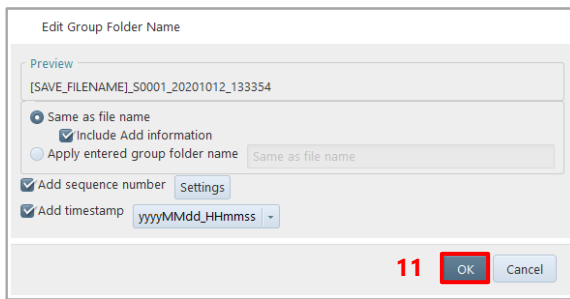 Edit Group Folder Name
Preview
[SAVE_FILENAME]_S0001_20201012_133354
Same as file name
Include Add information
Apply entered group folder name Same as file name
Add sequence number Settings
Add timestamp yyyyMMdd_HHmmss
11 OK Cancel